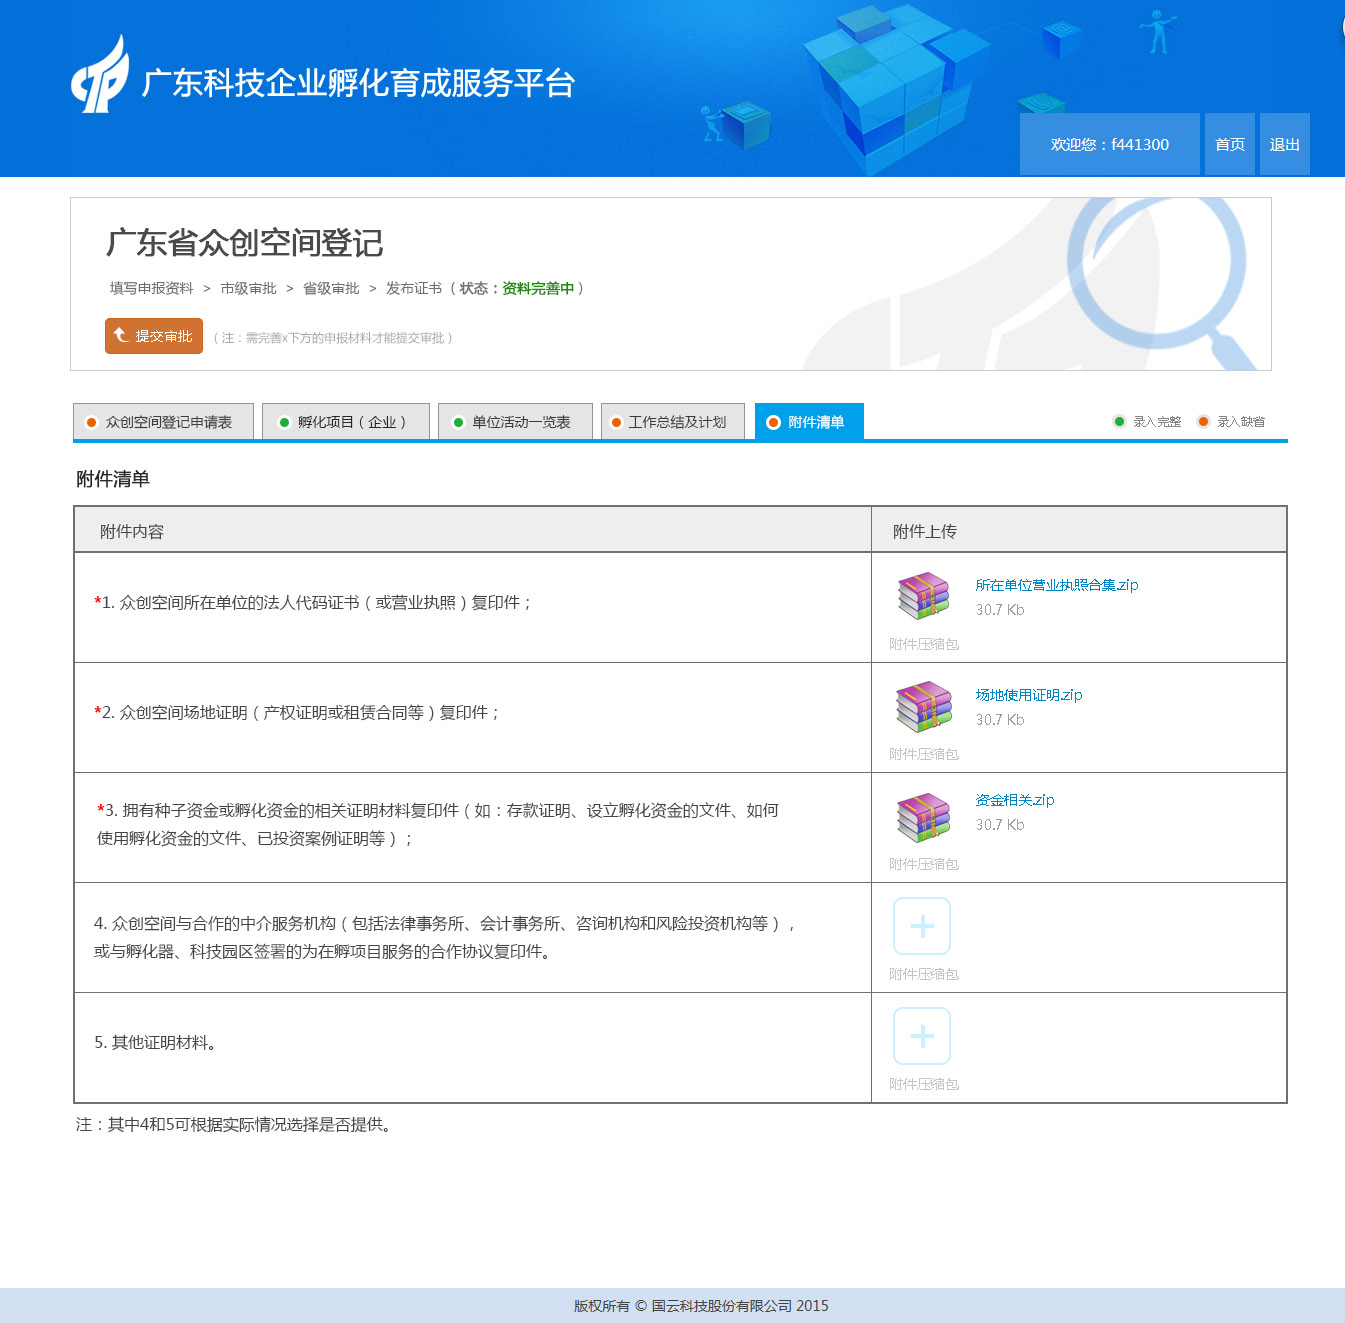 广东科技企业孵化育成服务平台
欢迎您：f441300
首页
退出
广东省众创空间登记
填写申报资料 > 市级审批 > 省级审批 > 发布证书（状态：资料完善中）
提交审批
（注：需完善x下方的申报材料才能提交审批）
众创空间登记申请表
孵化项目（企业）
单位活动一览表
工作总结及计划
附件清单
录入完整
录入缺省
附件清单
附件内容
附件上传
*1. 众创空间所在单位的法人代码证书（或营业执照）复印件；
所在单位营业执照合集.zip
30.7 Kb
附件压缩包
*2. 众创空间场地证明（产权证明或租赁合同等）复印件；
场地使用证明.zip
30.7 Kb
附件压缩包
*3. 拥有种子资金或孵化资金的相关证明材料复印件（如：存款证明、设立孵化资金的文件、如何
使用孵化资金的文件、已投资案例证明等）；
资金相关.zip
30.7 Kb
附件压缩包
4. 众创空间与合作的中介服务机构（包括法律事务所、会计事务所、咨询机构和风险投资机构等），
或与孵化器、科技园区签署的为在孵项目服务的合作协议复印件。
附件压缩包
5. 其他证明材料。
附件压缩包
注：其中4和5可根据实际情况选择是否提供。
版权所有 © 国云科技股份有限公司 2015